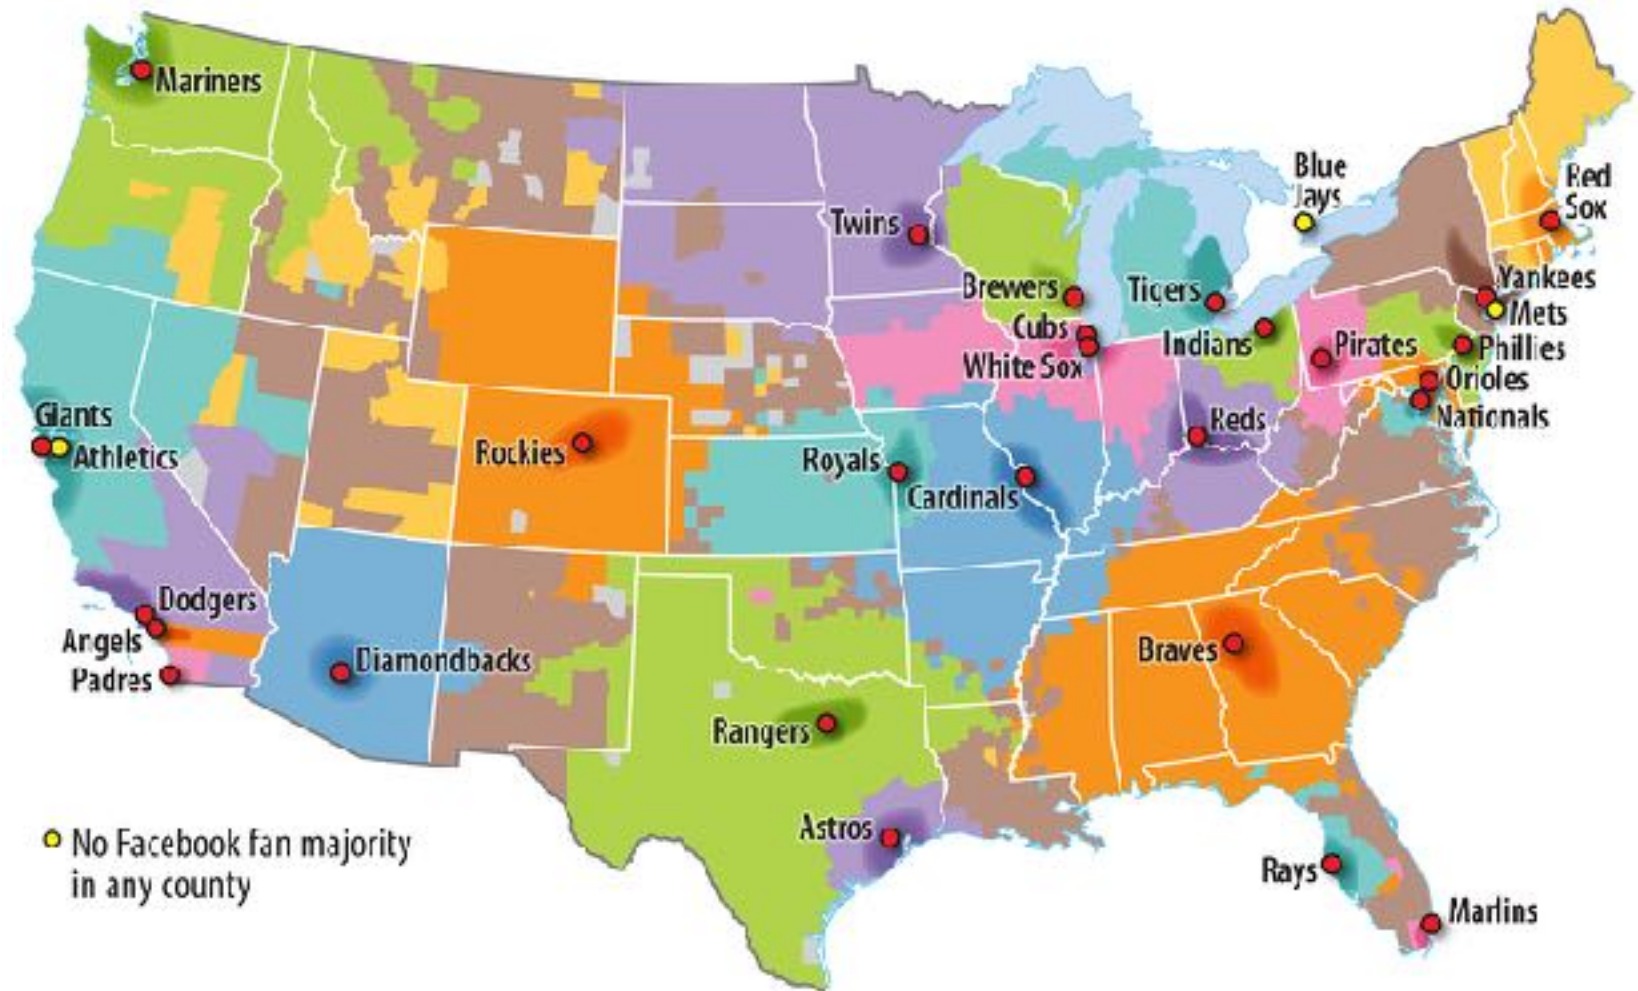 Mariners
Blue
Jays
Red
Sox
Twins
Yankees
Brewers
Tigers
Mets
Cubs
Indians
Pirates
Phillies
White Sox
Orioles
Giants
Reds
Nationals
Rockies
Athletics
Royals
Cardinals
Dodgers
Angels
Braves
Padres
Diamondbacks
Rangers
Astros
No Facebook fan majority
in any county
Rays
Marlins